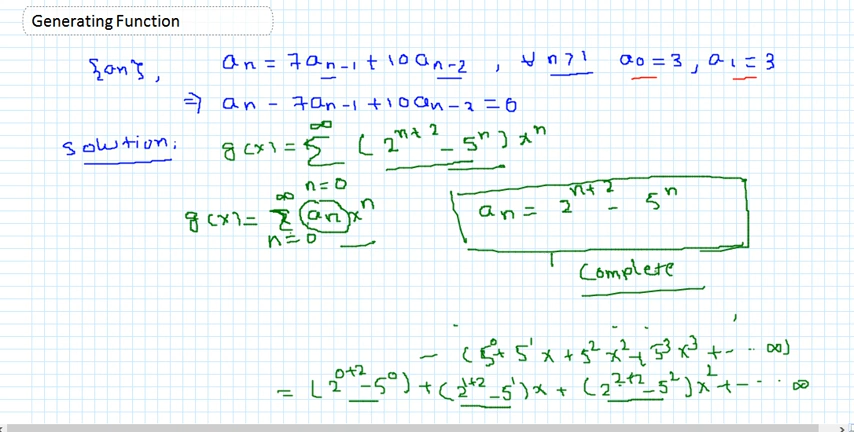 Generating Function
{an}, an = 7an-1 + 10an-2 , ∀ n>1 a0 = 3, a1 = 3
⇒ an - 7an-1 + 10an-2 = 0
solution: g(x) = ∞∑n=0 (2^n+2 - 5^n) x^n
g(x) = ∞∑n=0 (an) x^n an = 2^n+2 - 5^n
Complete
- (5^0 + 5^1 x + 5^2 x^2 + 5^3 x^3 + - - ∞)
= (2^0+2 - 5^0) + (2^1+2 - 5^1) x + (2^2+2 - 5^2) x^2 + - - - ∞